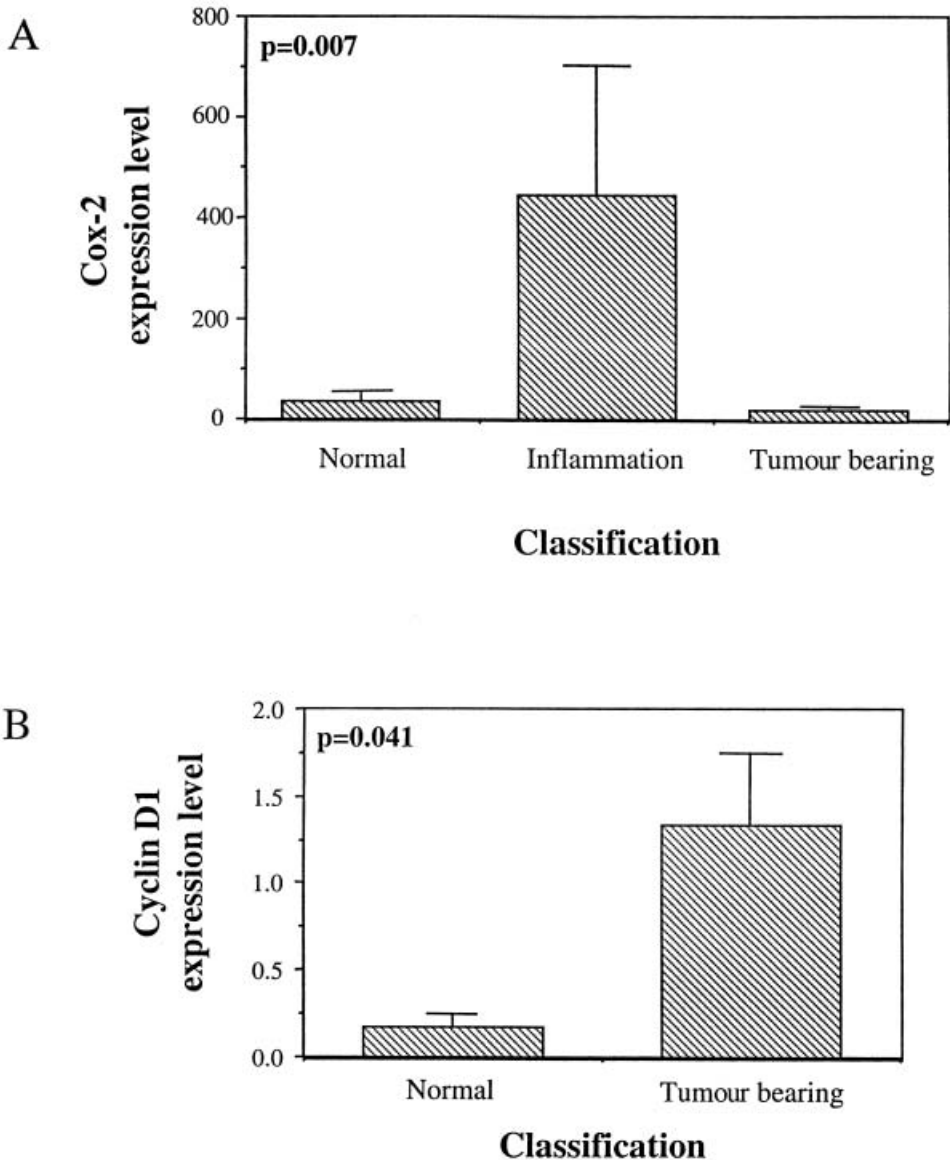 A
p=0.007
Cox-2
expression level
800
600
400
200
0
Normal Inflammation Tumour bearing
Classification
B
p=0.041
Cyclin D1
expression level
2.0
1.5
1.0
0.5
0.0
Normal Tumour bearing
Classification